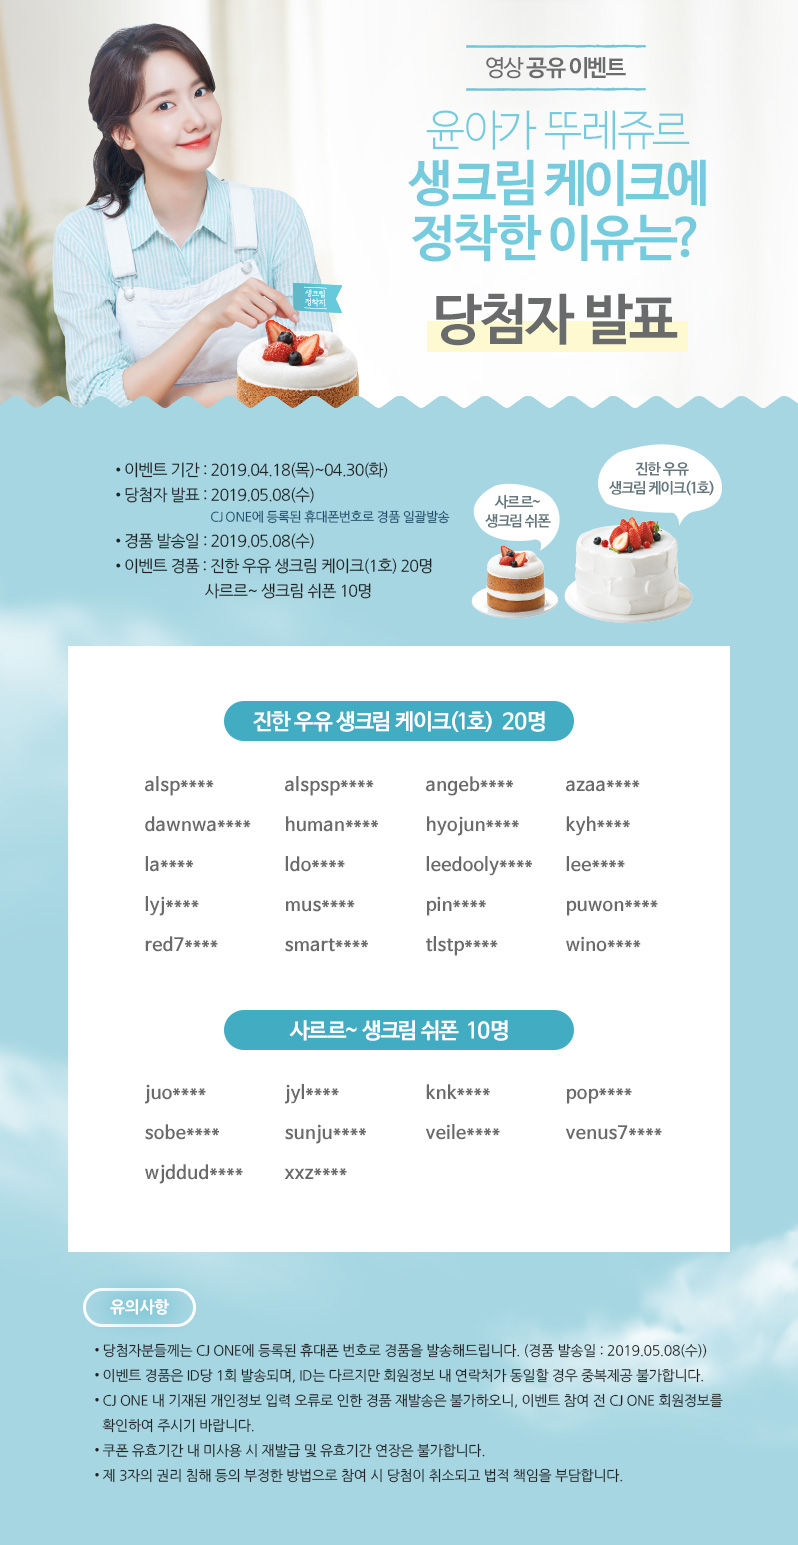 영상 공유 이벤트
윤아가 뚜레쥬르
생크림 케이크에
정착한 이유는?
당첨자 발표
생크림
정착지
• 이벤트 기간 : 2019.04.18(목)~04.30(화)
• 당첨자 발표 : 2019.05.08(수)
CJ ONE에 등록된 휴대폰번호로 경품 일괄발송
• 경품 발송일 : 2019.05.08(수)
• 이벤트 경품 : 진한 우유 생크림 케이크(1호) 20명
사르르~ 생크림 쉬폰 10명
사르르~
생크림 쉬폰
진한 우유
생크림 케이크(1호)
진한 우유 생크림 케이크(1호) 20명
alsp**** alspsp**** angeb**** azaa****
dawnwa**** human**** hyojun**** kyh****
la**** ldo**** leedooly**** lee****
lyj**** mus**** pin**** puwon****
red7**** smart**** tlstp**** wino****
사르르~ 생크림 쉬폰 10명
juo**** jyl**** knk**** pop****
sobe**** sunju**** veile**** venus7****
wjddud**** xxz****
유의사항
• 당첨자분들께는 CJ ONE에 등록된 휴대폰 번호로 경품을 발송해드립니다. (경품 발송일 : 2019.05.08(수))
• 이벤트 경품은 ID당 1회 발송되며, ID는 다르지만 회원정보 내 연락처가 동일할 경우 중복제공 불가합니다.
• CJ ONE 내 기재된 개인정보 입력 오류로 인한 경품 재발송은 불가하오니, 이벤트 참여 전 CJ ONE 회원정보를
확인하여 주시기 바랍니다.
• 쿠폰 유효기간 내 미사용 시 재발급 및 유효기간 연장은 불가합니다.
• 제 3자의 권리 침해 등의 부정한 방법으로 참여 시 당첨이 취소되고 법적 책임을 부담합니다.